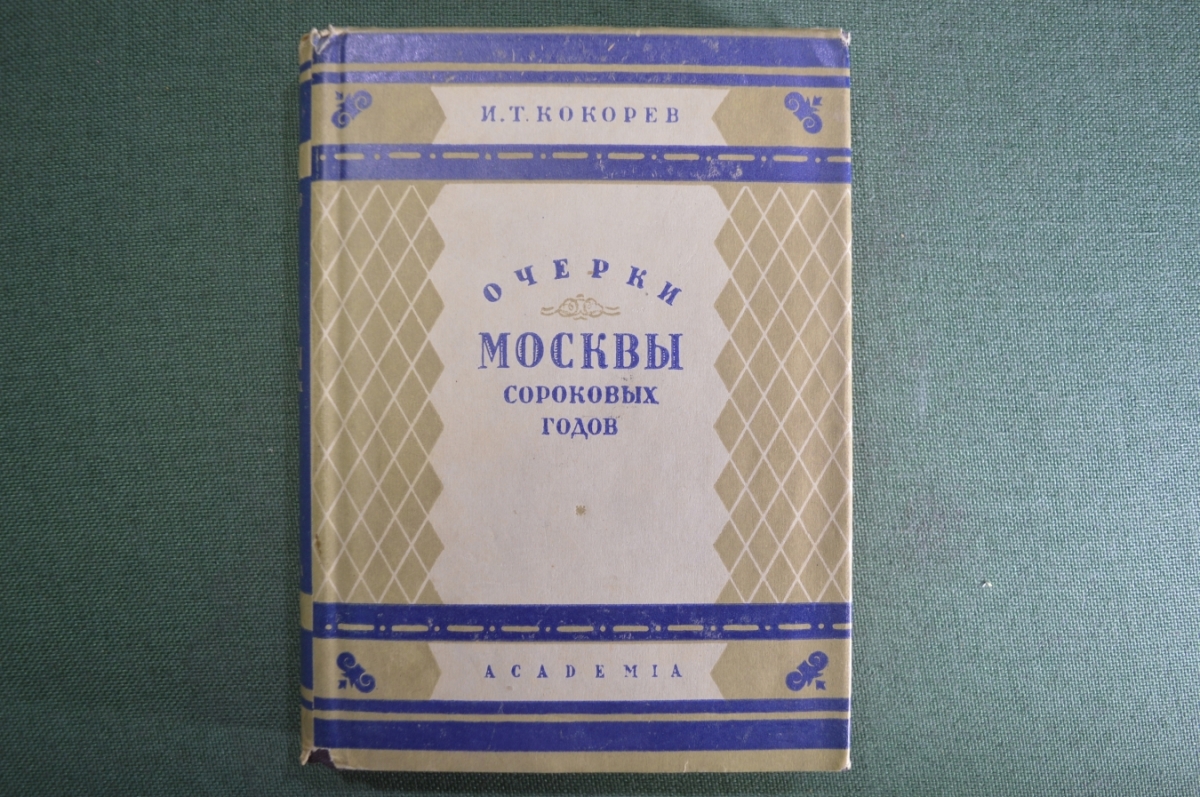 И. Т. КОКОРЕВ
ОЧЕРКИ
МОСКВЫ
СОРОКОВЫХ
ГОДОВ
ACADEMIA